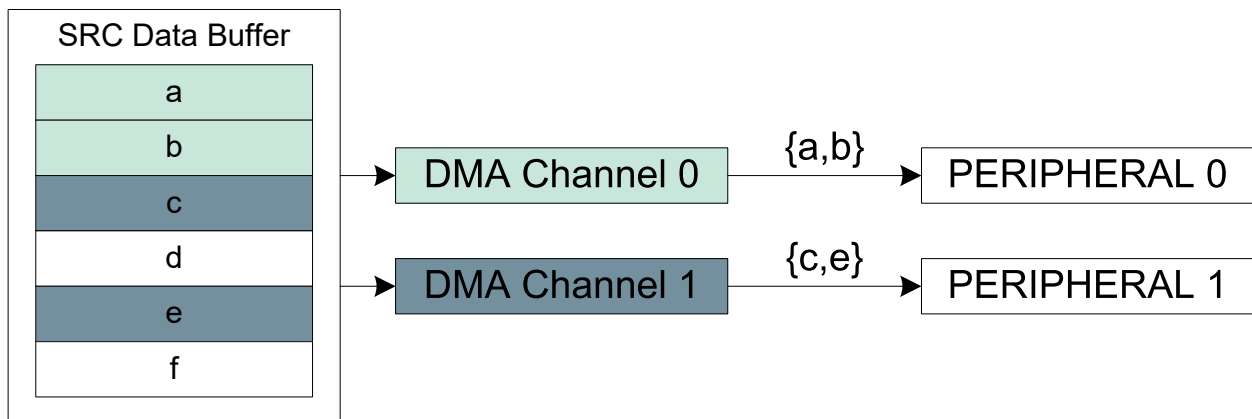 SRC Data Buffer
a
b
c
d
e
f
DMA Channel 0
{a,b}
PERIPHERAL 0
DMA Channel 1
{c,e}
PERIPHERAL 1